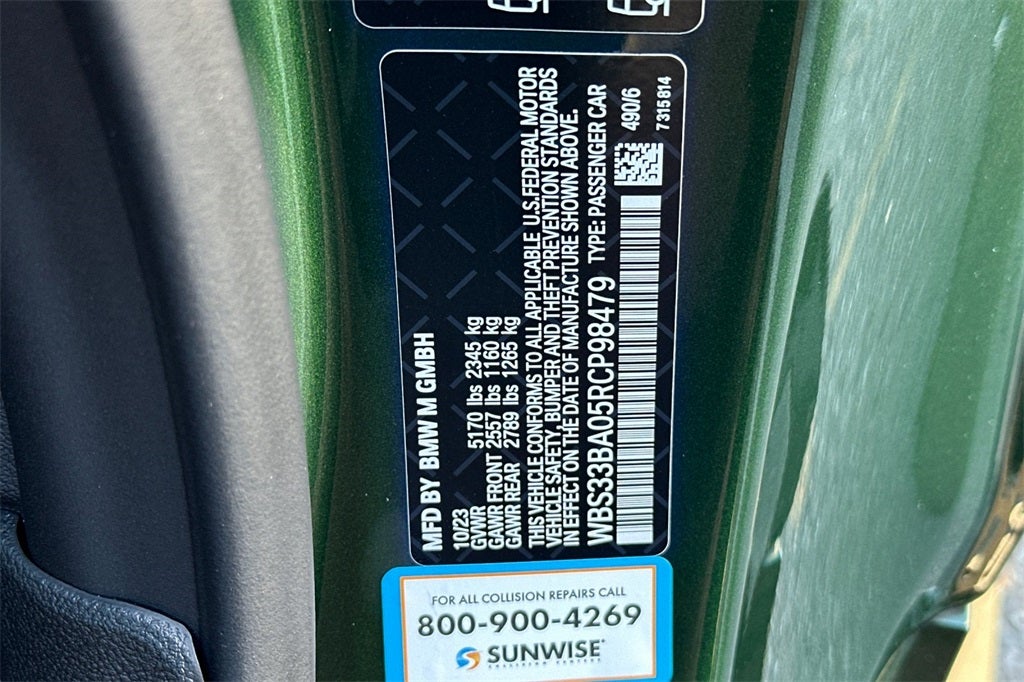 MFD BY BMW M GMBH
10/23
GVWR 5170 lbs 2345 kg
GAWR FRONT 2557 lbs 1160 kg
GAWR REAR 2789 lbs 1265 kg
THIS VEHICLE CONFORMS TO ALL APPLICABLE U.S. FEDERAL MOTOR
VEHICLE SAFETY, BUMPER AND THEFT PREVENTION STANDARDS
IN EFFECT ON THE DATE OF MANUFACTURE SHOWN ABOVE.
WBS33BA05RCP98479 TYPE: PASSENGER CAR
490/6
7315814
FOR ALL COLLISION REPAIRS CALL
800-900-4269
SUNWISE
COLLISION CENTERS